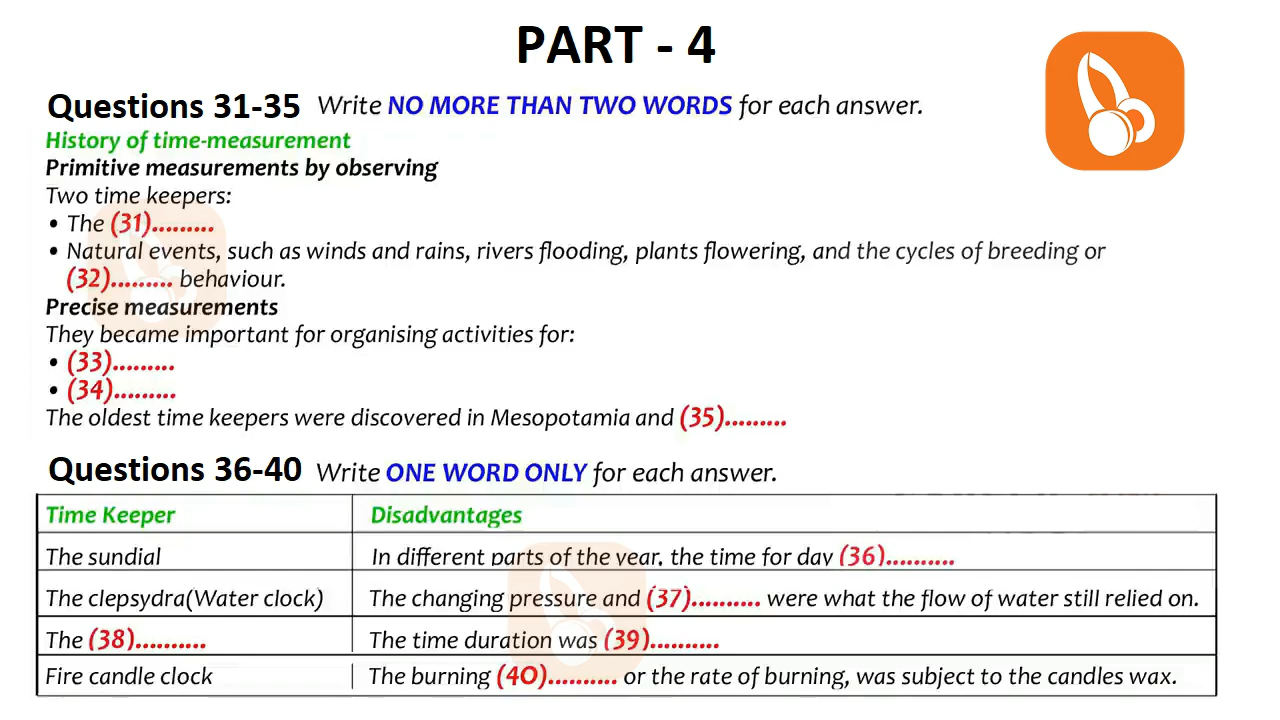 PART - 4
Questions 31-35 Write NO MORE THAN TWO WORDS for each answer.
History of time-measurement
Primitive measurements by observing
Two time keepers:
• The (31).........
• Natural events, such as winds and rains, rivers flooding, plants flowering, and the cycles of breeding or
(32)......... behaviour.
Precise measurements
They became important for organising activities for:
• (33).........
• (34).........
The oldest time keepers were discovered in Mesopotamia and (35).........
Questions 36-40 Write ONE WORD ONLY for each answer.
Time Keeper Disadvantages
The sundial In different parts of the year, the time for day (36)..........
The clepsydra(Water clock) The changing pressure and (37).......... were what the flow of water still relied on.
The (38).......... The time duration was (39)..........
Fire candle clock The burning (40).......... or the rate of burning, was subject to the candles wax.